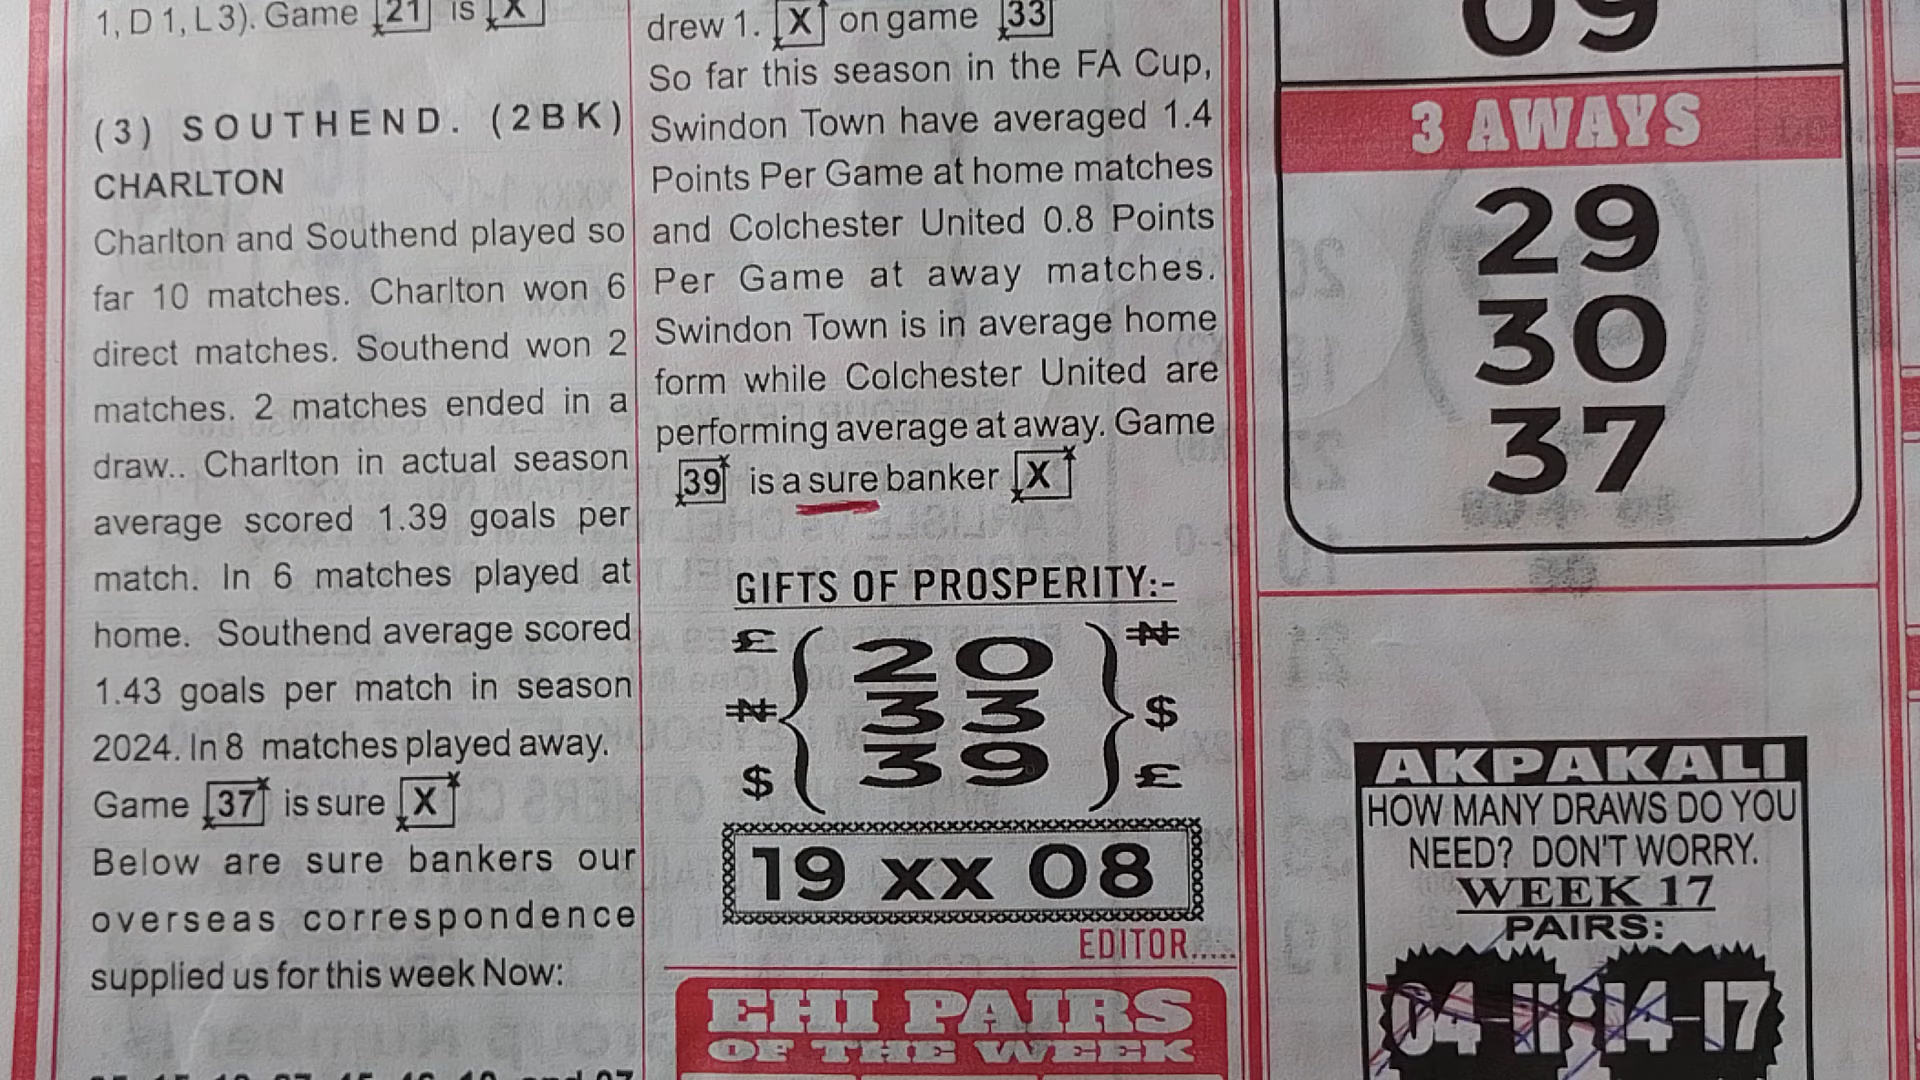 1, D 1, L 3). Game 21 is X
(3) SOUTHEND. (2BK)
CHARLTON
Charlton and Southend played so
far 10 matches. Charlton won 6
direct matches. Southend won 2
matches. 2 matches ended in a
draw.. Charlton in actual season
average scored 1.39 goals per
match. In 6 matches played at
home. Southend average scored
1.43 goals per match in season
2024. In 8 matches played away.
Game 37 is sure X
Below are sure bankers our
overseas correspondence
supplied us for this week Now:
drew 1. X on game 33
So far this season in the FA Cup,
Swindon Town have averaged 1.4
Points Per Game at home matches
and Colchester United 0.8 Points
Per Game at away matches.
Swindon Town is in average home
form while Colchester United are
performing average at away. Game
39 is a sure banker X
GIFTS OF PROSPERITY:-
£ 20 ₦
₦ 33 $
$ 39 £
19 xx 08
EDITOR.....
EHI PAIRS
OF THE WEEK
09
3 AWAYS
29
30
37
AKPAKALI
HOW MANY DRAWS DO YOU
NEED? DON'T WORRY.
WEEK 17
PAIRS:
04-11; 14-17